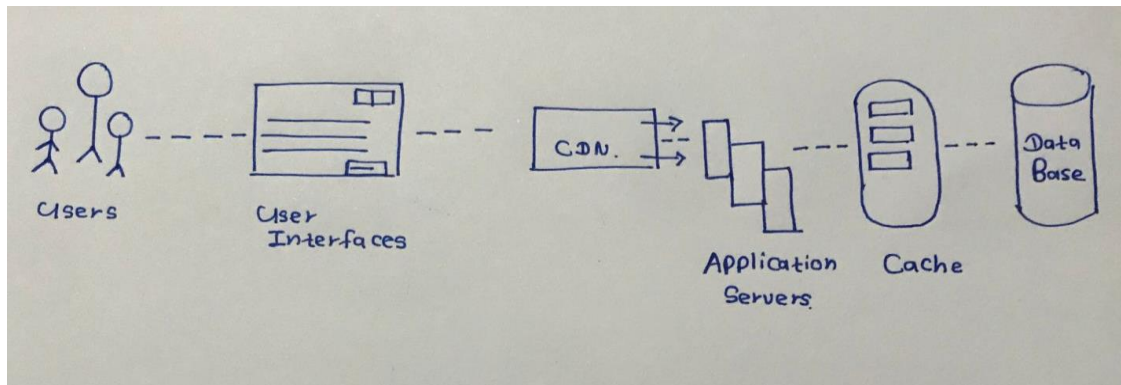 Users
User
Interfaces
CDN.
Application
Servers
Cache
Data
Base